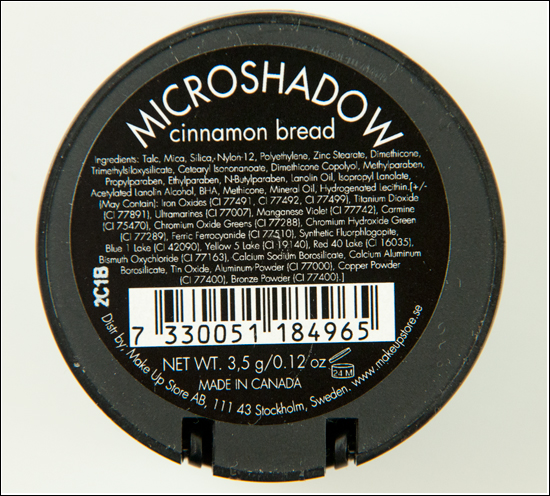 MICROSHADOW
cinnamon bread
Ingredients: Talc, Mica, Silica, Nylon-12, Polyethylene, Zinc Stearate, Dimethicone,
Trimethylsiloxysilicate, Cetearyl Isononanoate, Dimethicone Copolyol, Methylparaben,
Propylparaben, Ethylparaben, N-Butylparaben, Lanolin Oil, Isopropyl Lanolate,
Acetylated Lanolin Alcohol, BHA, Methicone, Mineral Oil, Hydrogenated Lecithin.[+/-
(May Contain): Iron Oxides (CI 77491, CI 77492, CI 77499), Titanium Dioxide
(CI 77891), Ultramarines (CI 77007), Manganese Violet (CI 77742), Carmine
(CI 75470), Chromium Oxide Greens (CI 77288), Chromium Hydroxide Green
(CI 77289), Ferric Ferrocyanide (CI 77510), Synthetic Fluorphlogopite,
Blue 1 Lake (CI 42090), Yellow 5 Lake (CI 19140), Red 40 Lake (CI 16035),
Bismuth Oxychloride (CI 77163), Calcium Sodium Borosilicate, Calcium Aluminum
Borosilicate, Tin Oxide, Aluminum Powder (CI 77000), Copper Powder
(CI 77400), Bronze Powder (CI 77400).]
2C1B
7 330051 184965
NET WT. 3,5 g/0.12 oz
24 M
MADE IN CANADA
Distr by: Make Up Store AB, 111 43 Stockholm, Sweden. www.makeupstore.se